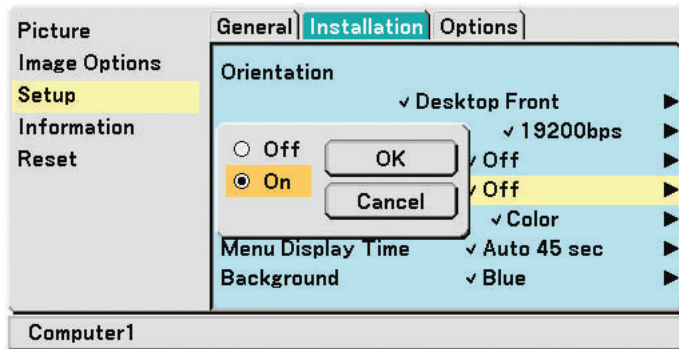 Picture
Image Options
Setup
Information
Reset
General Installation Options
Orientation
✓ Desktop Front
✓ 19200bps
✓ Off
✓ Off
✓ Color
Menu Display Time ✓ Auto 45 sec
Background ✓ Blue
Off
On
OK
Cancel
Computer1